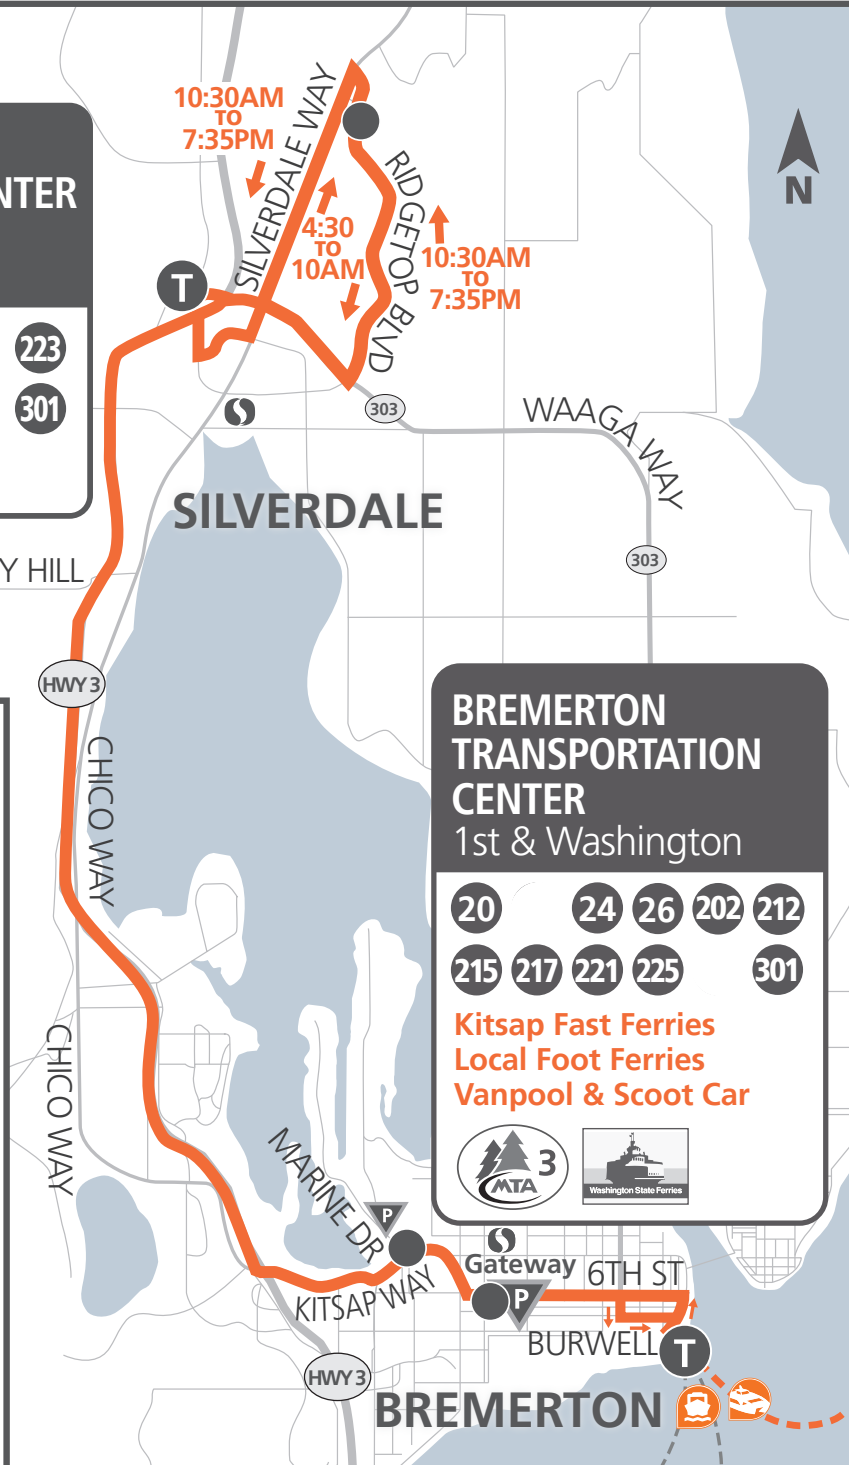 10:30AM
TO
7:35PM
SILVERDALE WAY
RIDGETOP BLVD
N
NTER
4:30
TO
10AM
10:30AM
TO
7:35PM
T
223
301
303
WAAGA WAY
SILVERDALE
303
Y HILL
HWY 3
CHICO WAY
BREMERTON
TRANSPORTATION
CENTER
1st & Washington
20 24 26 202 212
215 217 221 225 301
Kitsap Fast Ferries
Local Foot Ferries
Vanpool & Scoot Car
MTA 3
Washington State Ferries
CHICO WAY
MARINE DR
P
Gateway
6TH ST
P
KITSAP WAY
BURWELL
T
HWY 3
BREMERTON